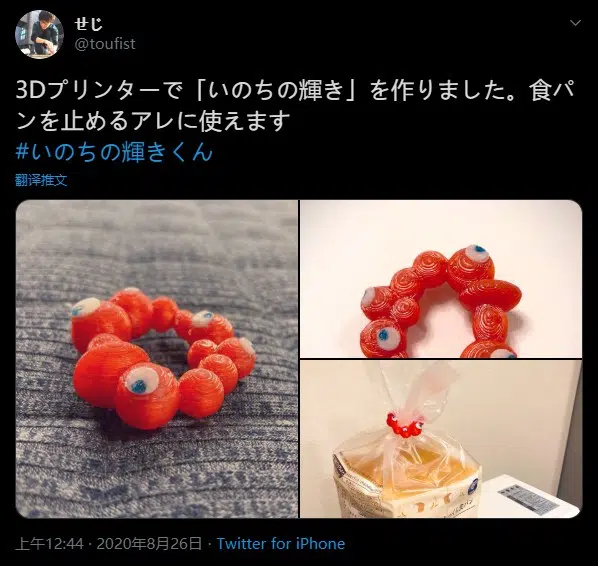 せじ
@toufist
3Dプリンターで「いのちの輝き」を作りました。食パ
ンを止めるアレに使えます
#いのちの輝きくん
翻译推文
上午12:44 · 2020年8月26日 · Twitter for iPhone